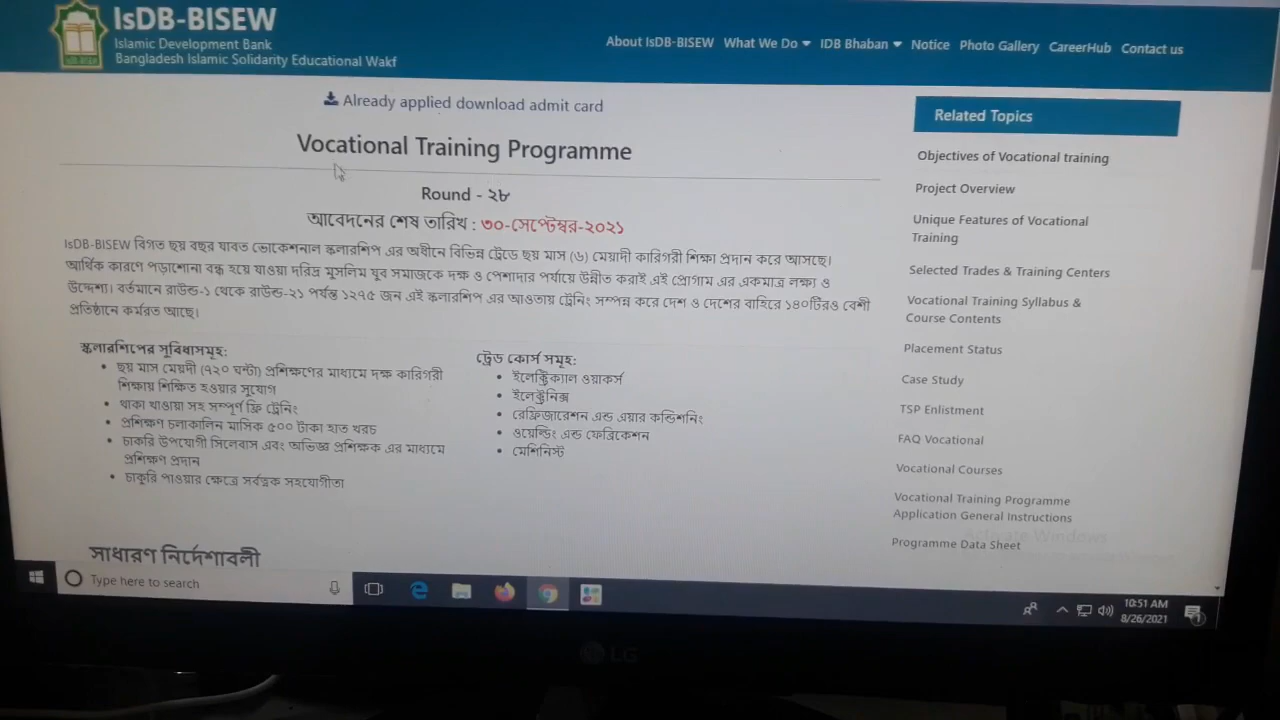 IsDB-BISEW
Islamic Development Bank
Bangladesh Islamic Solidarity Educational Wakf
About IsDB-BISEW What We Do IDB Bhaban Notice Photo Gallery CareerHub Contact us
Already applied download admit card
Vocational Training Programme
Round - ২৮
আবেদনের শেষ তারিখ : ৩০-সেপ্টেম্বর-২০২১
IsDB-BISEW বিগত ছয় বছর যাবত ভোকেশনাল স্কলারশিপ এর অধীনে বিভিন্ন ট্রেডে ছয় মাস (৬) মেয়াদী কারিগরী শিক্ষা প্রদান করে আসছে।
আর্থিক কারণে পড়াশোনা বন্ধ হয়ে যাওয়া দরিদ্র মুসলিম যুব সমাজকে দক্ষ ও পেশাদার পর্যায়ে উন্নীত করাই এই প্রোগাম এর একমাত্র লক্ষ্য ও
উদ্দেশ্য। বর্তমানে রাউন্ড-১ থেকে রাউন্ড-২১ পর্যন্ত ১২৭৫ জন এই স্কলারশিপ এর আওতায় ট্রেনিং সম্পন্ন করে দেশ ও দেশের বাহিরে ১৪০টিরও বেশী
প্রতিষ্ঠানে কর্মরত আছে।
স্কলারশিপের সুবিধাসমূহ:
ছয় মাস মেয়দী (৭২০ ঘন্টা) প্রশিক্ষণের মাধ্যমে দক্ষ কারিগরী
শিক্ষায় শিক্ষিত হওয়ার সুযোগ
থাকা খাওয়া সহ সম্পূর্ণ ফ্রি ট্রেনিং
প্রশিক্ষণ চলাকালিন মাসিক ৫০০ টাকা হাত খরচ
চাকরি উপযোগী সিলেবাস এবং অভিজ্ঞ প্রশিক্ষক এর মাধ্যমে
প্রশিক্ষণ প্রদান
চাকুরি পাওয়ার ক্ষেত্রে সর্বত্মক সহযোগীতা
ট্রেড কোর্স সমূহ:
ইলেক্ট্রিক্যাল ওয়াকর্স
ইলেক্ট্রনিক্স
রেফ্রিজারেশন এন্ড এয়ার কন্ডিশনিং
ওয়েল্ডিং এন্ড ফেব্রিকেশন
মেশিনিস্ট
সাধারণ নির্দেশাবলী
Related Topics
Objectives of Vocational training
Project Overview
Unique Features of Vocational
Training
Selected Trades & Training Centers
Vocational Training Syllabus &
Course Contents
Placement Status
Case Study
TSP Enlistment
FAQ Vocational
Vocational Courses
Vocational Training Programme
Application General Instructions
Programme Data Sheet
Activate Windows
Type here to search
10:51 AM
8/26/2021
LG